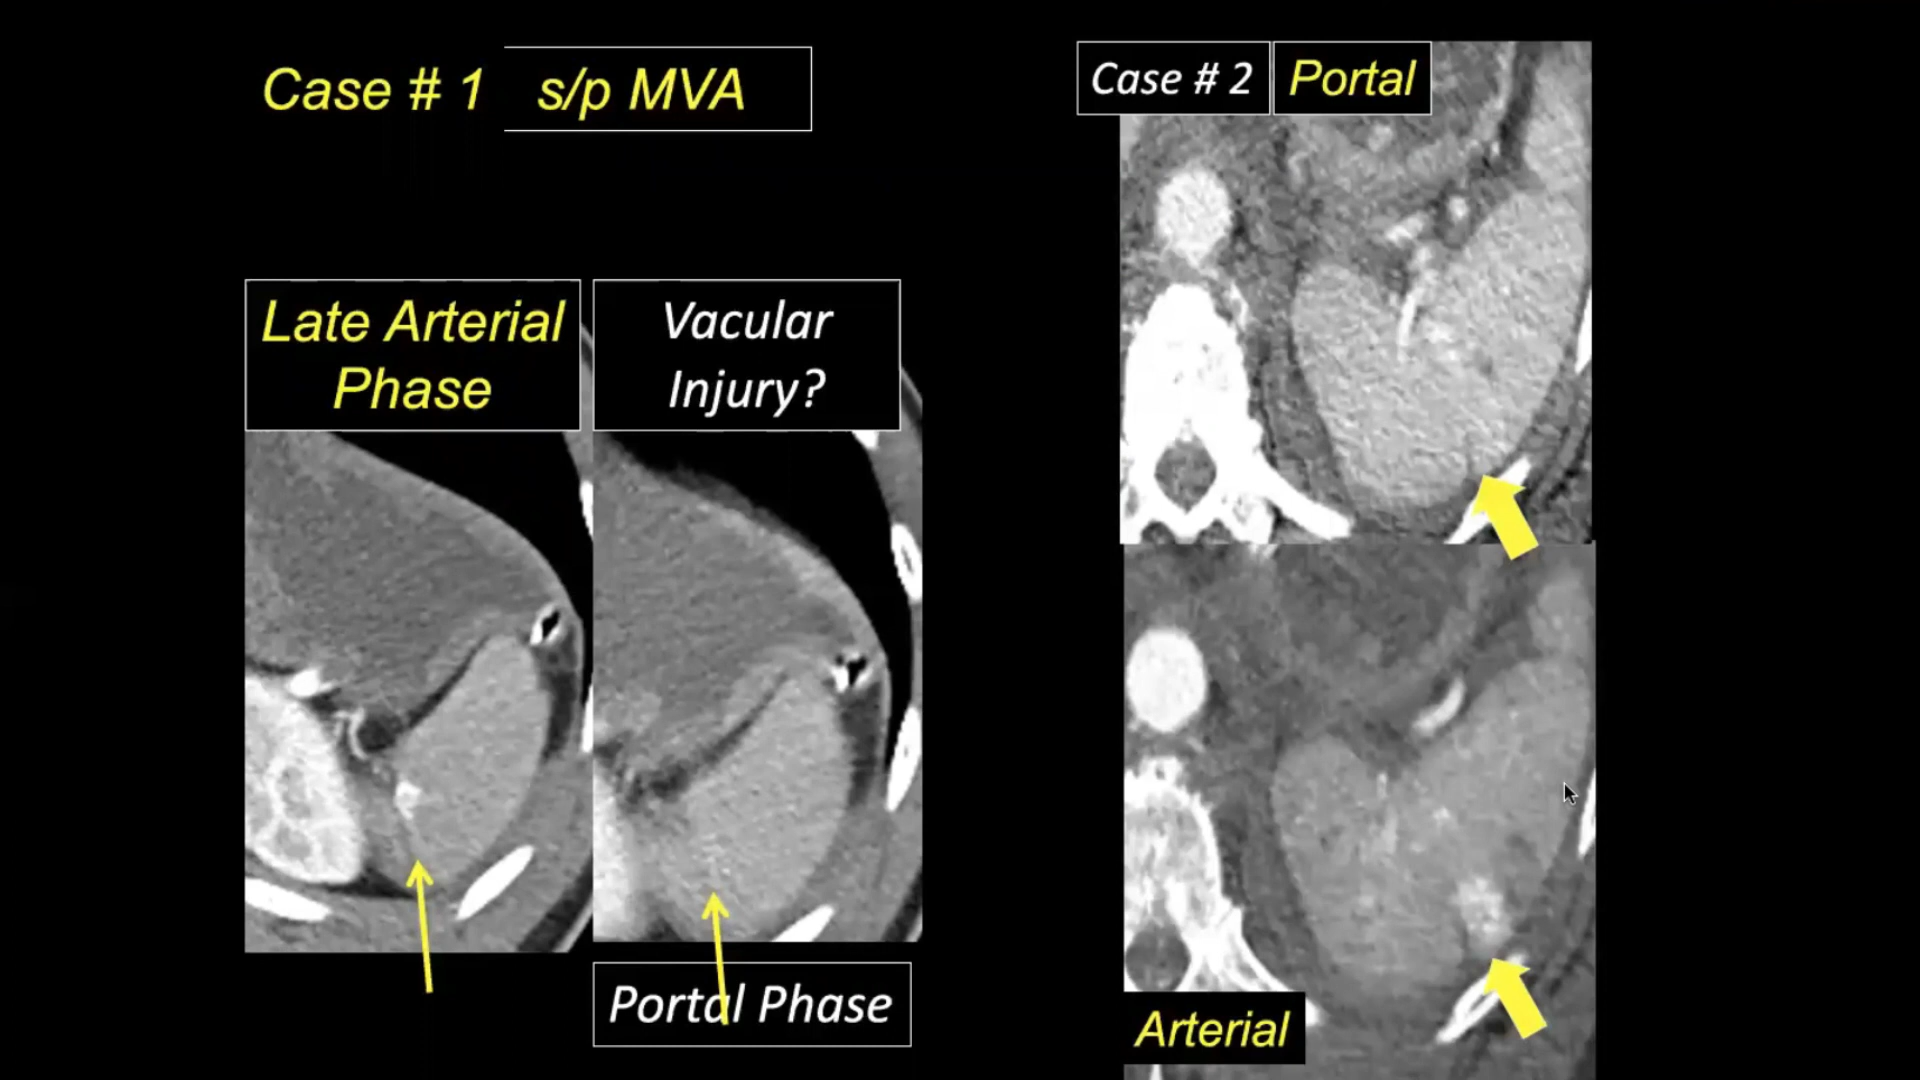 Case # 1 s/p MVA
Late Arterial
Phase
Vacular
Injury?
Portal Phase
Case # 2 Portal
Arterial